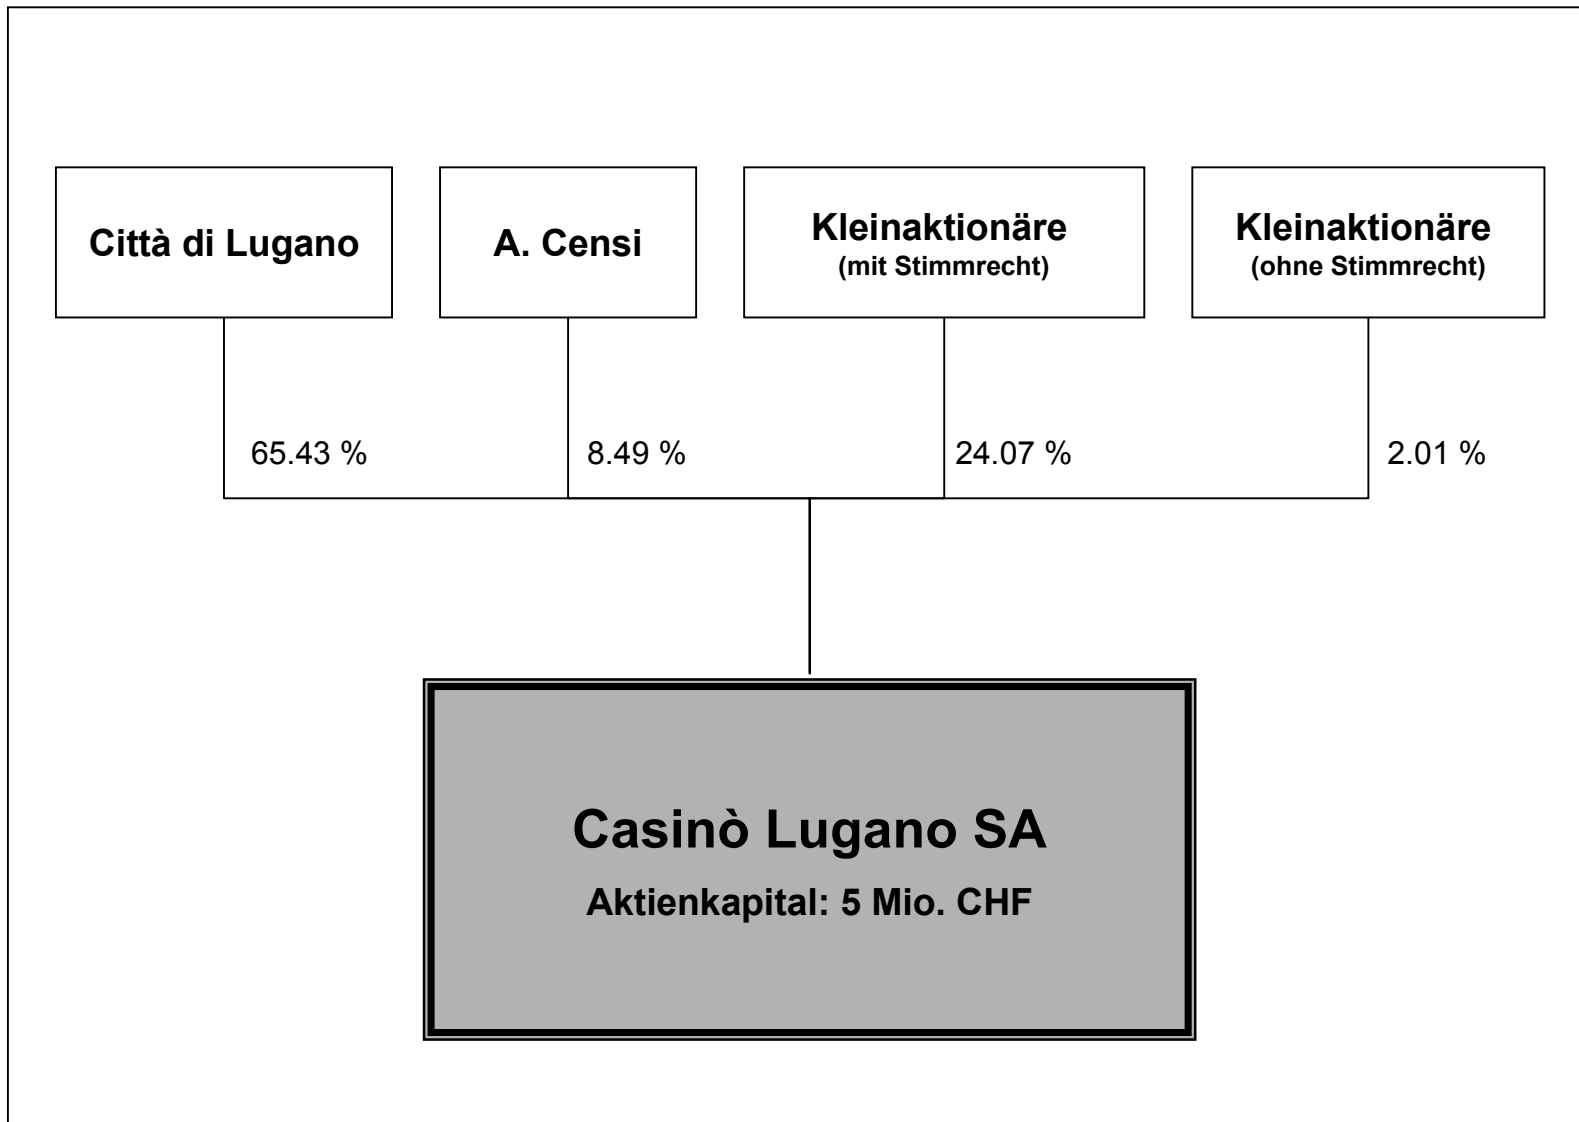 Città di Lugano
A. Censi
Kleinaktionäre
(mit Stimmrecht)
Kleinaktionäre
(ohne Stimmrecht)
65.43 %
8.49 %
24.07 %
2.01 %
Casinò Lugano SA
Aktienkapital: 5 Mio. CHF